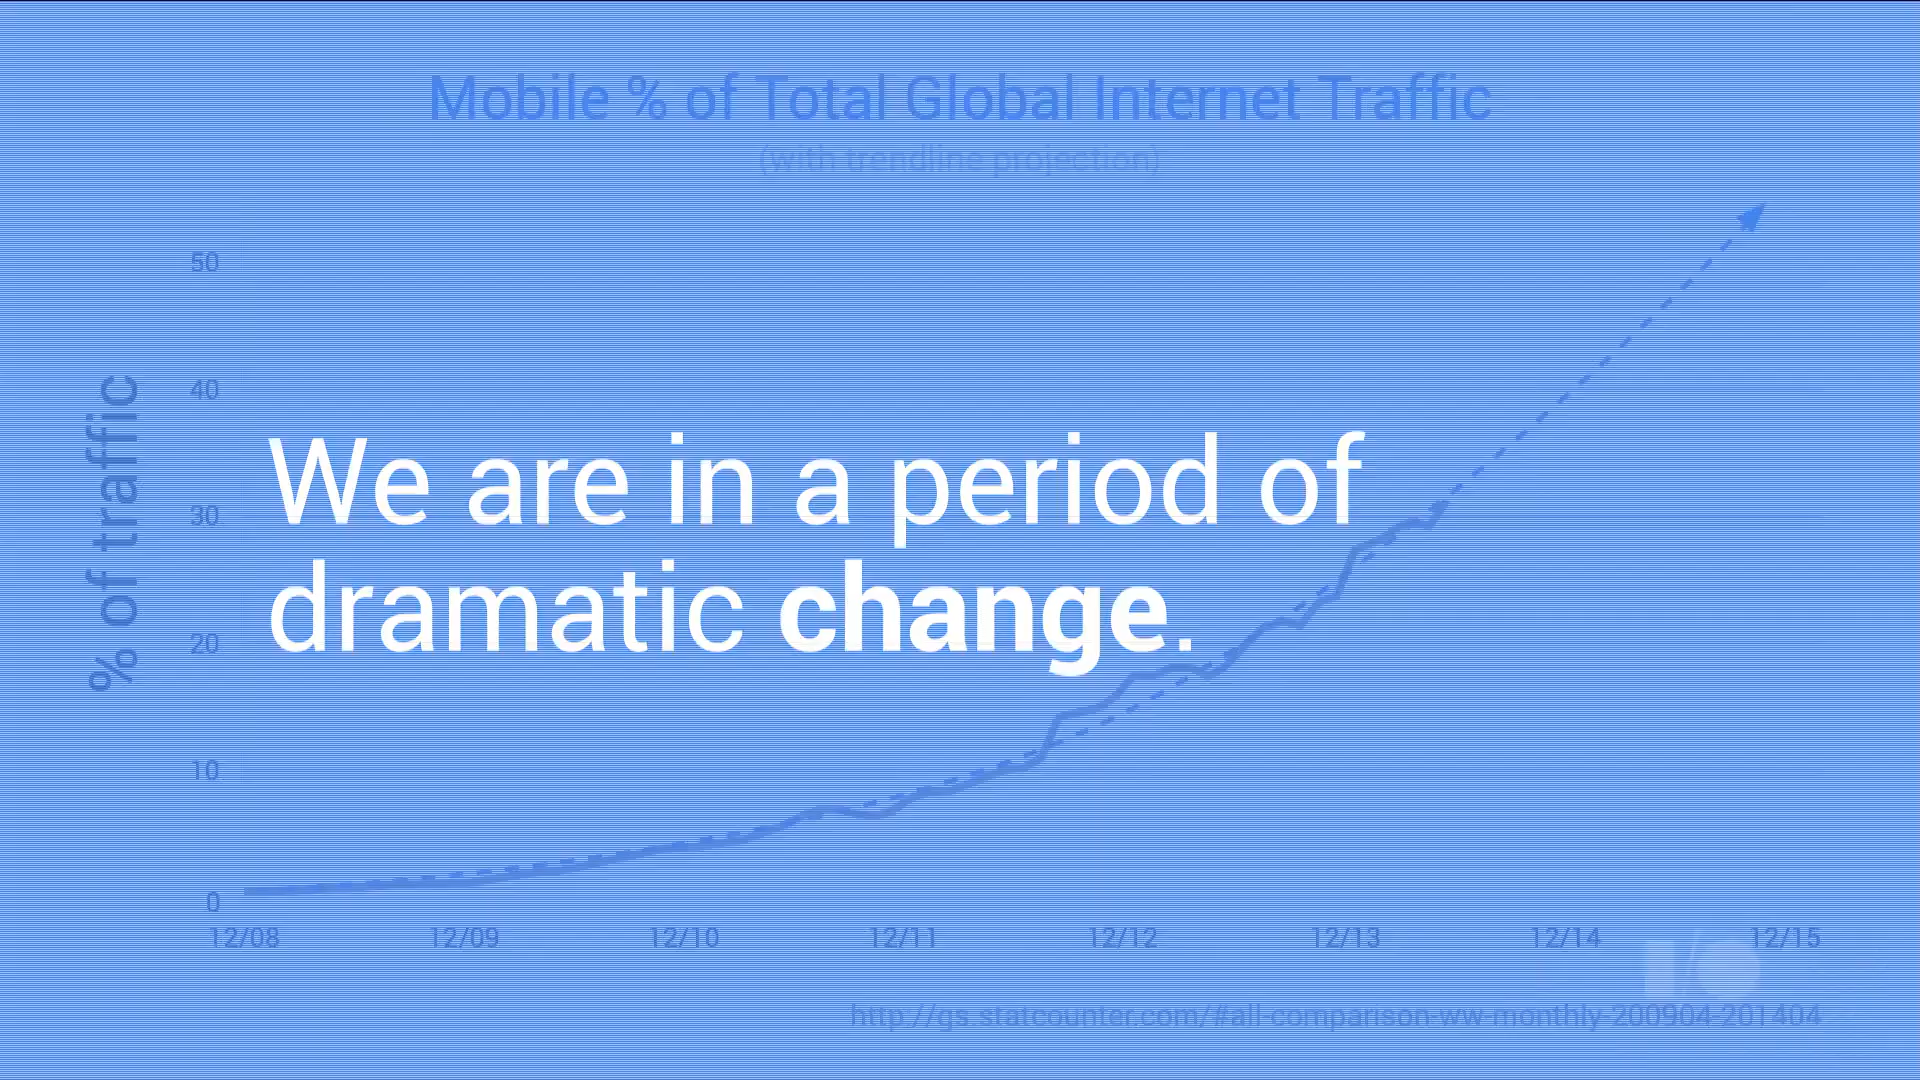 Mobile % of Total Global Internet Traffic
(with trendline projection)
50
40
30
20
10
0
% of traffic
We are in a period of
dramatic change.
12/08 12/09 12/10 12/11 12/12 12/13 12/14 12/15
I/O
http://gs.statcounter.com/#all-comparison-ww-monthly-200904-201404